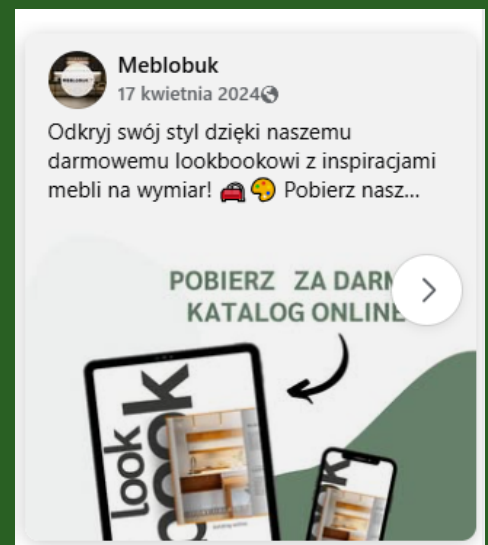 Meblobuk
17 kwietnia 2024
Odkryj swój styl dzięki naszemu
darmowemu lookbookowi z inspiracjami
mebli na wymiar! 🛋️🎨 Pobierz nasz...
POBIERZ ZA DARM
KATALOG ONLINE
look
book